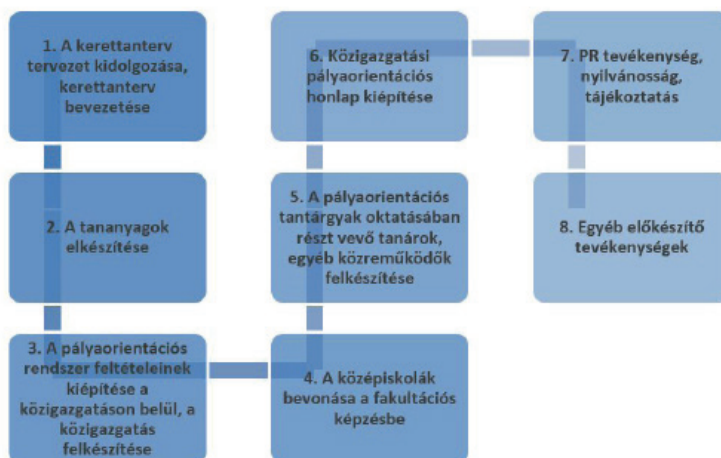 1. A kerettanterv
tervezet kidolgozása,
kerettanterv
bevezetése
2. A tananyagok
elkészítése
3. A pályaorientációs
rendszer feltételeinek
kiépítése a
közigazgatáson belül, a
közigazgatás
felkészítése
4. A középiskolák
bevonása a fakultációs
képzésbe
5. A pályaorientációs
tantárgyak oktatásában
részt vevő tanárok,
egyéb közreműködők
felkészítése
6. Közigazgatási
pályaorientációs
honlap kiépítése
7. PR tevékenység,
nyilvánosság,
tájékoztatás
8. Egyéb előkészítő
tevékenységek